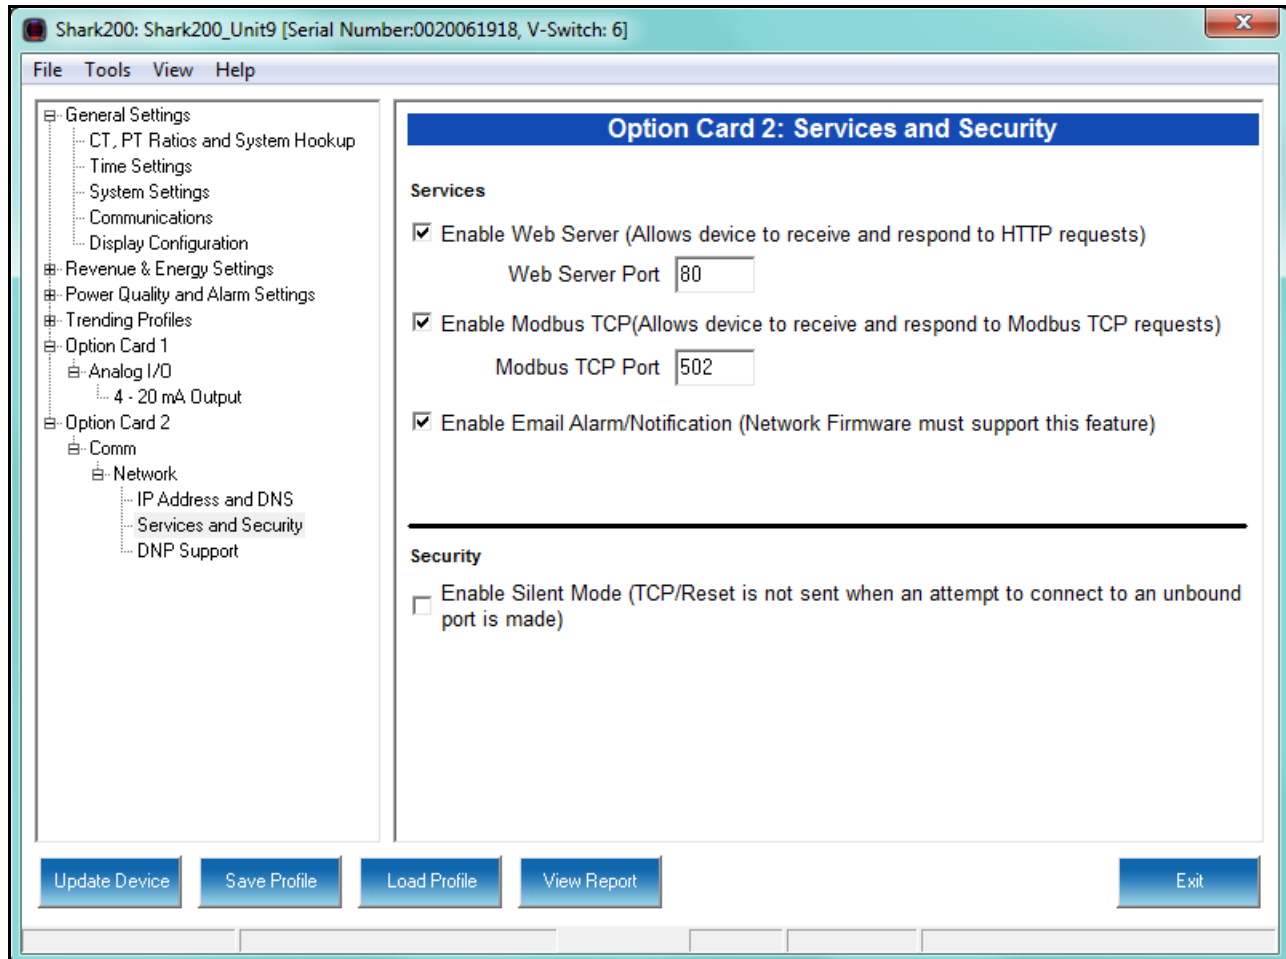 Shark200: Shark200_Unit9 [Serial Number:0020061918, V-Switch: 6]
File Tools View Help
General Settings
CT, PT Ratios and System Hookup
Time Settings
System Settings
Communications
Display Configuration
Revenue & Energy Settings
Power Quality and Alarm Settings
Trending Profiles
Option Card 1
Analog I/O
4 - 20 mA Output
Option Card 2
Comm
Network
IP Address and DNS
Services and Security
DNP Support
Option Card 2: Services and Security
Services
Enable Web Server (Allows device to receive and respond to HTTP requests)
Web Server Port 80
Enable Modbus TCP(Allows device to receive and respond to Modbus TCP requests)
Modbus TCP Port 502
Enable Email Alarm/Notification (Network Firmware must support this feature)
Security
Enable Silent Mode (TCP/Reset is not sent when an attempt to connect to an unbound
port is made)
Update Device Save Profile Load Profile View Report Exit